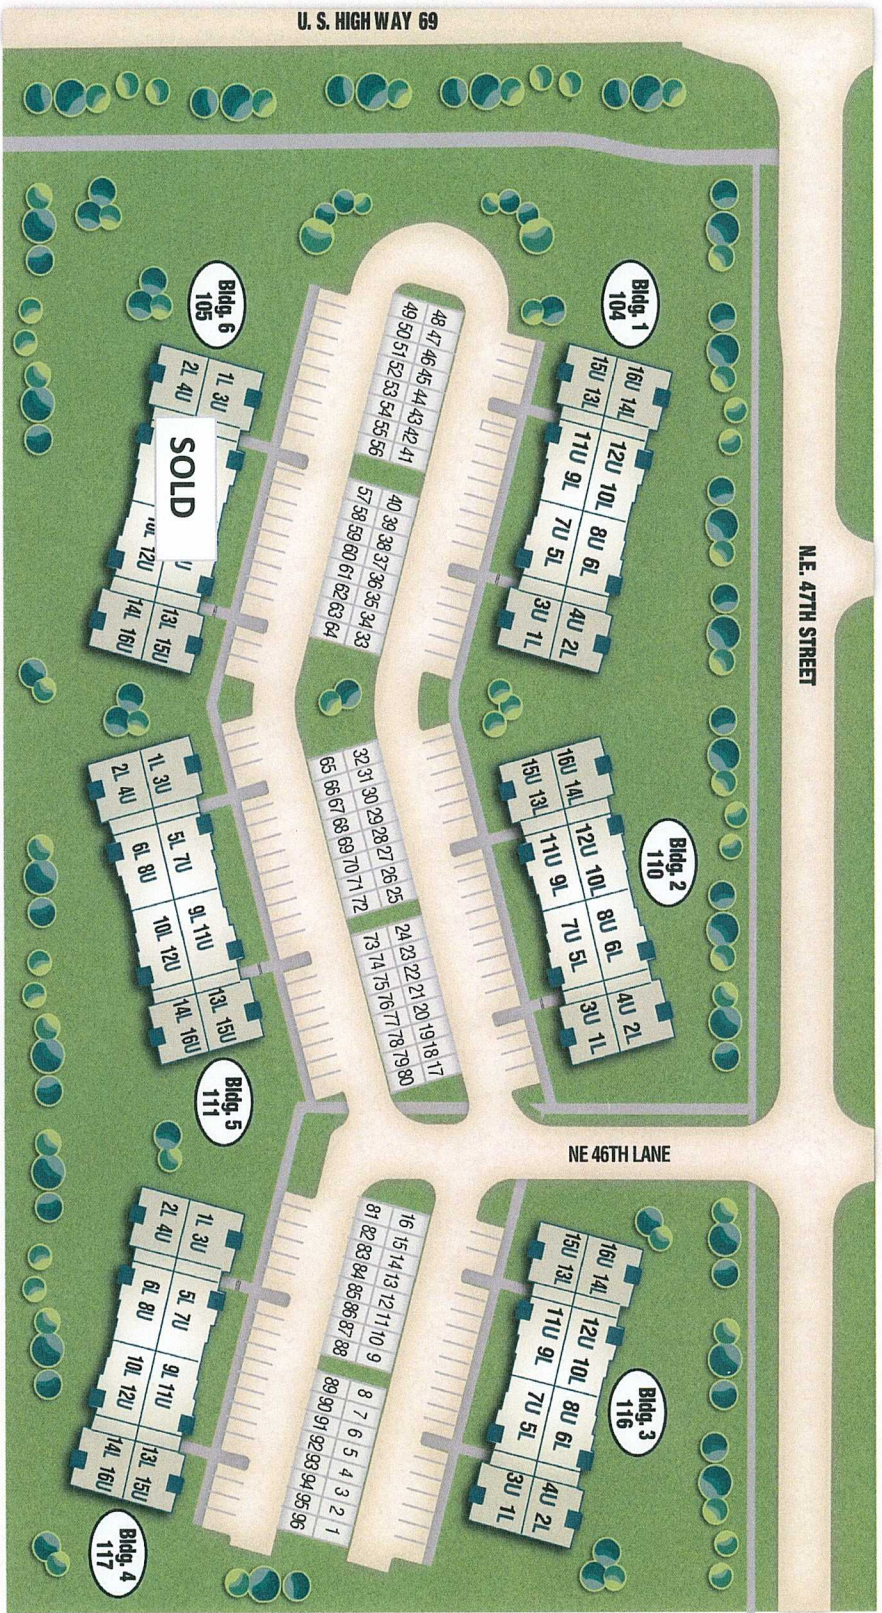 U. S. HIGHWAY 69
N.E. 47TH STREET
NE 46TH LANE
Bldg. 1
104
16U 14L
15U 13L
12U 10L
11U 9L
8U 6L
7U 5L
4U 2L
3U 1L
Bldg. 2
110
16U 14L
15U 13L
12U 10L
11U 9L
8U 6L
7U 5L
4U 2L
3U 1L
Bldg. 3
116
16U 14L
15U 13L
12U 10L
11U 9L
8U 6L
7U 5L
4U 2L
3U 1L
48 47 46 45 44 43 42 41
49 50 51 52 53 54 55 56
40 39 38 37 36 35 34 33
57 58 59 60 61 62 63 64
32 31 30 29 28 27 26 25
65 66 67 68 69 70 71 72
24 23 22 21 20 19 18 17
73 74 75 76 77 78 79 80
16 15 14 13 12 11 10 9
81 82 83 84 85 86 87 88
8 7 6 5 4 3 2 1
89 90 91 92 93 94 95 96
Bldg. 6
105
1L 3U
2L 4U
SOLD
12U
13L 15U
14L 16U
Bldg. 5
111
1L 3U
2L 4U
5L 7U
6L 8U
9L 11U
10L 12U
13L 15U
14L 16U
Bldg. 4
117
1L 3U
2L 4U
5L 7U
6L 8U
9L 11U
10L 12U
13L 15U
14L 16U